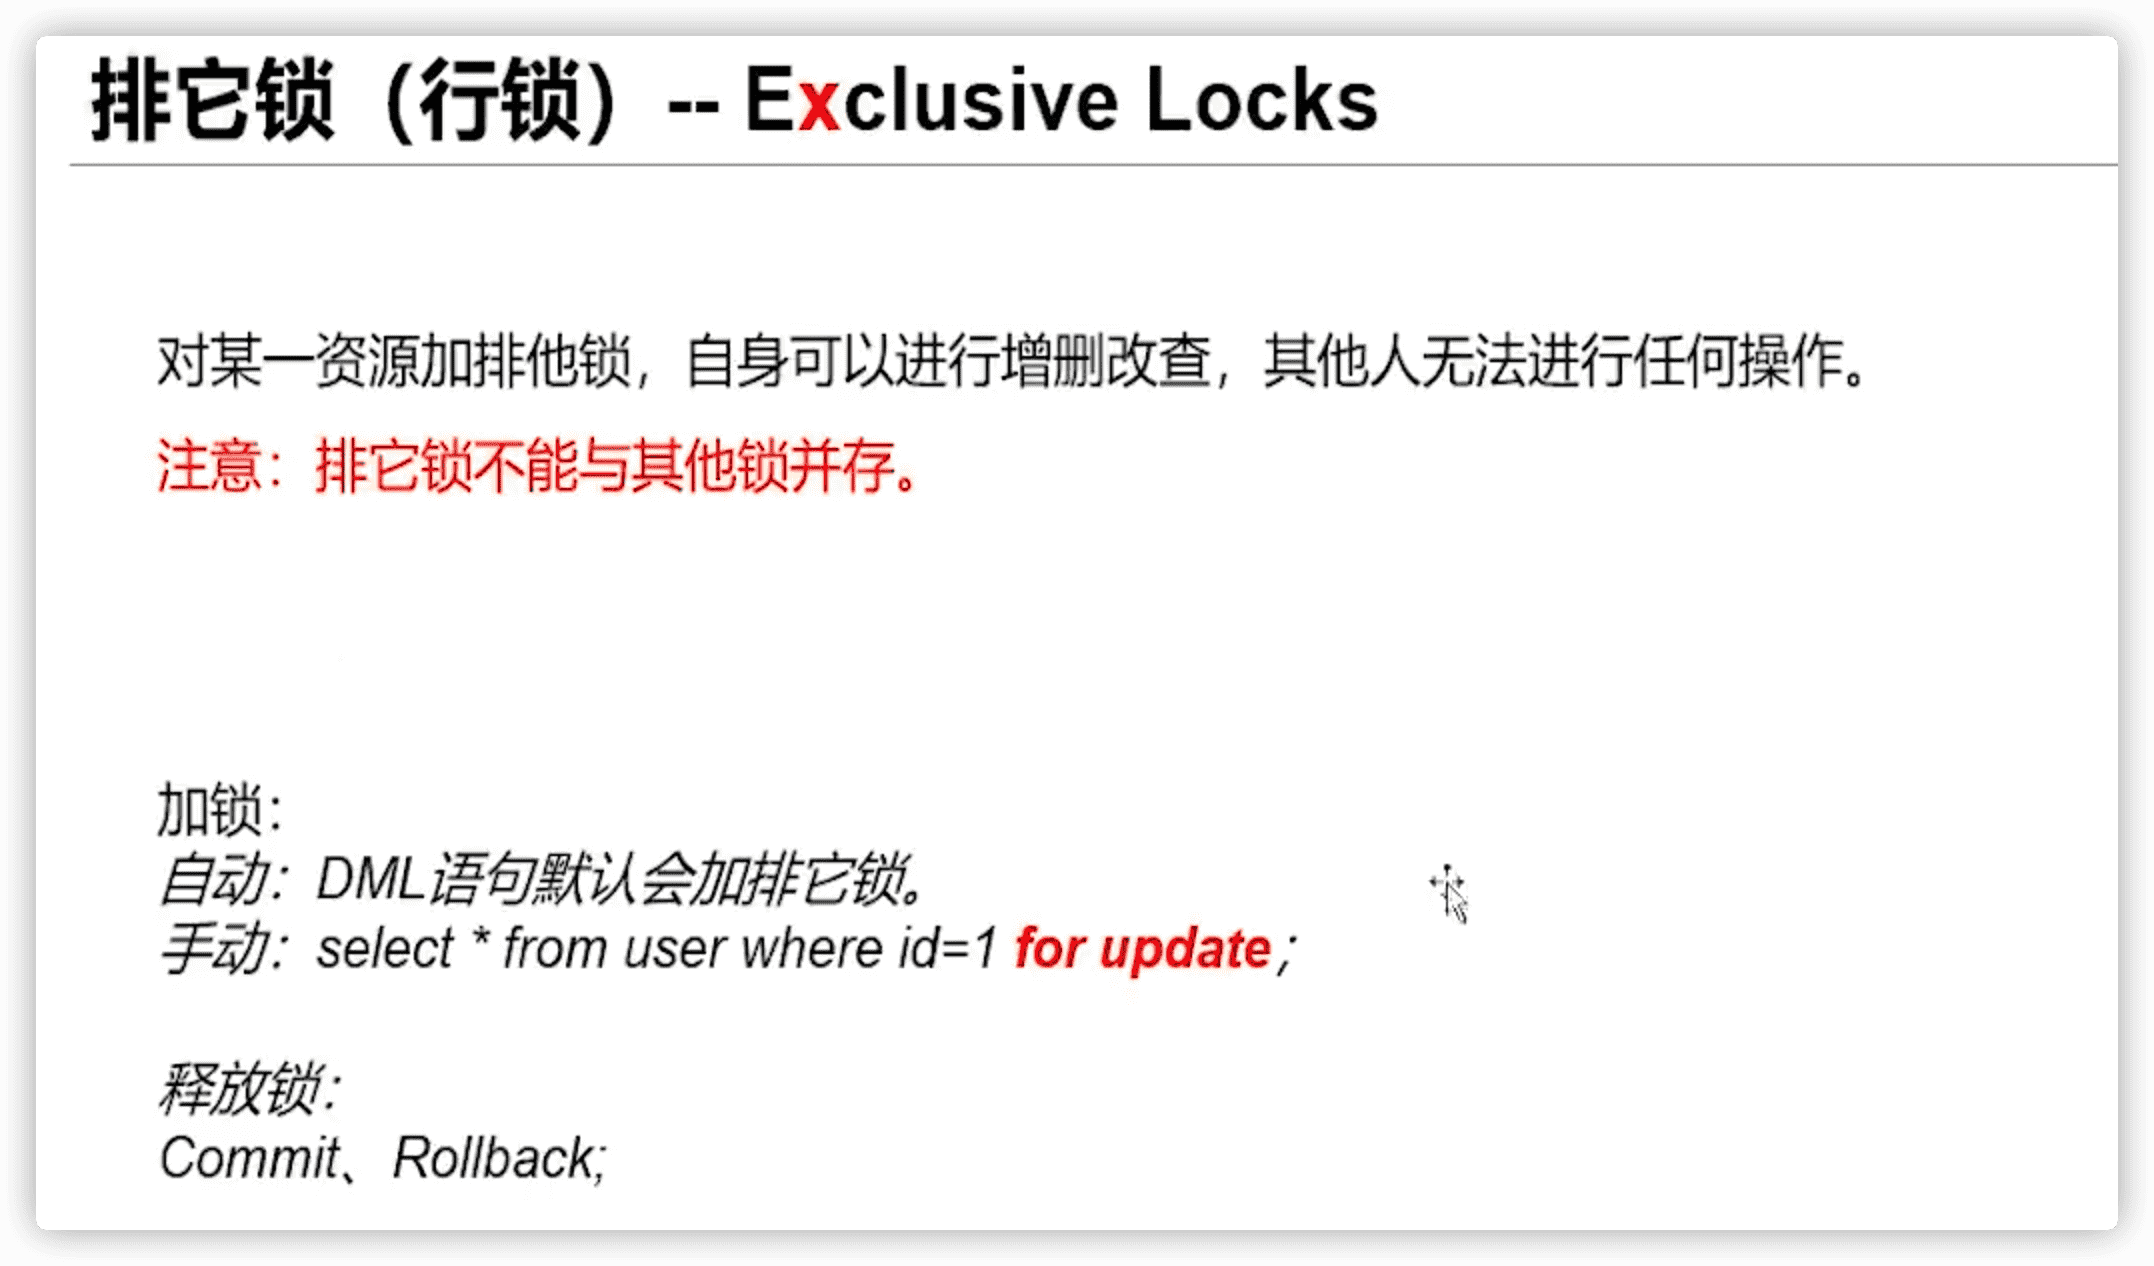 排它锁（行锁）-- Exclusive Locks
对某一资源加排他锁，自身可以进行增删改查，其他人无法进行任何操作。
注意：排它锁不能与其他锁并存。
加锁：
自动：DML语句默认会加排它锁。
手动：select * from user where id=1 for update；
释放锁：
Commit、Rollback;